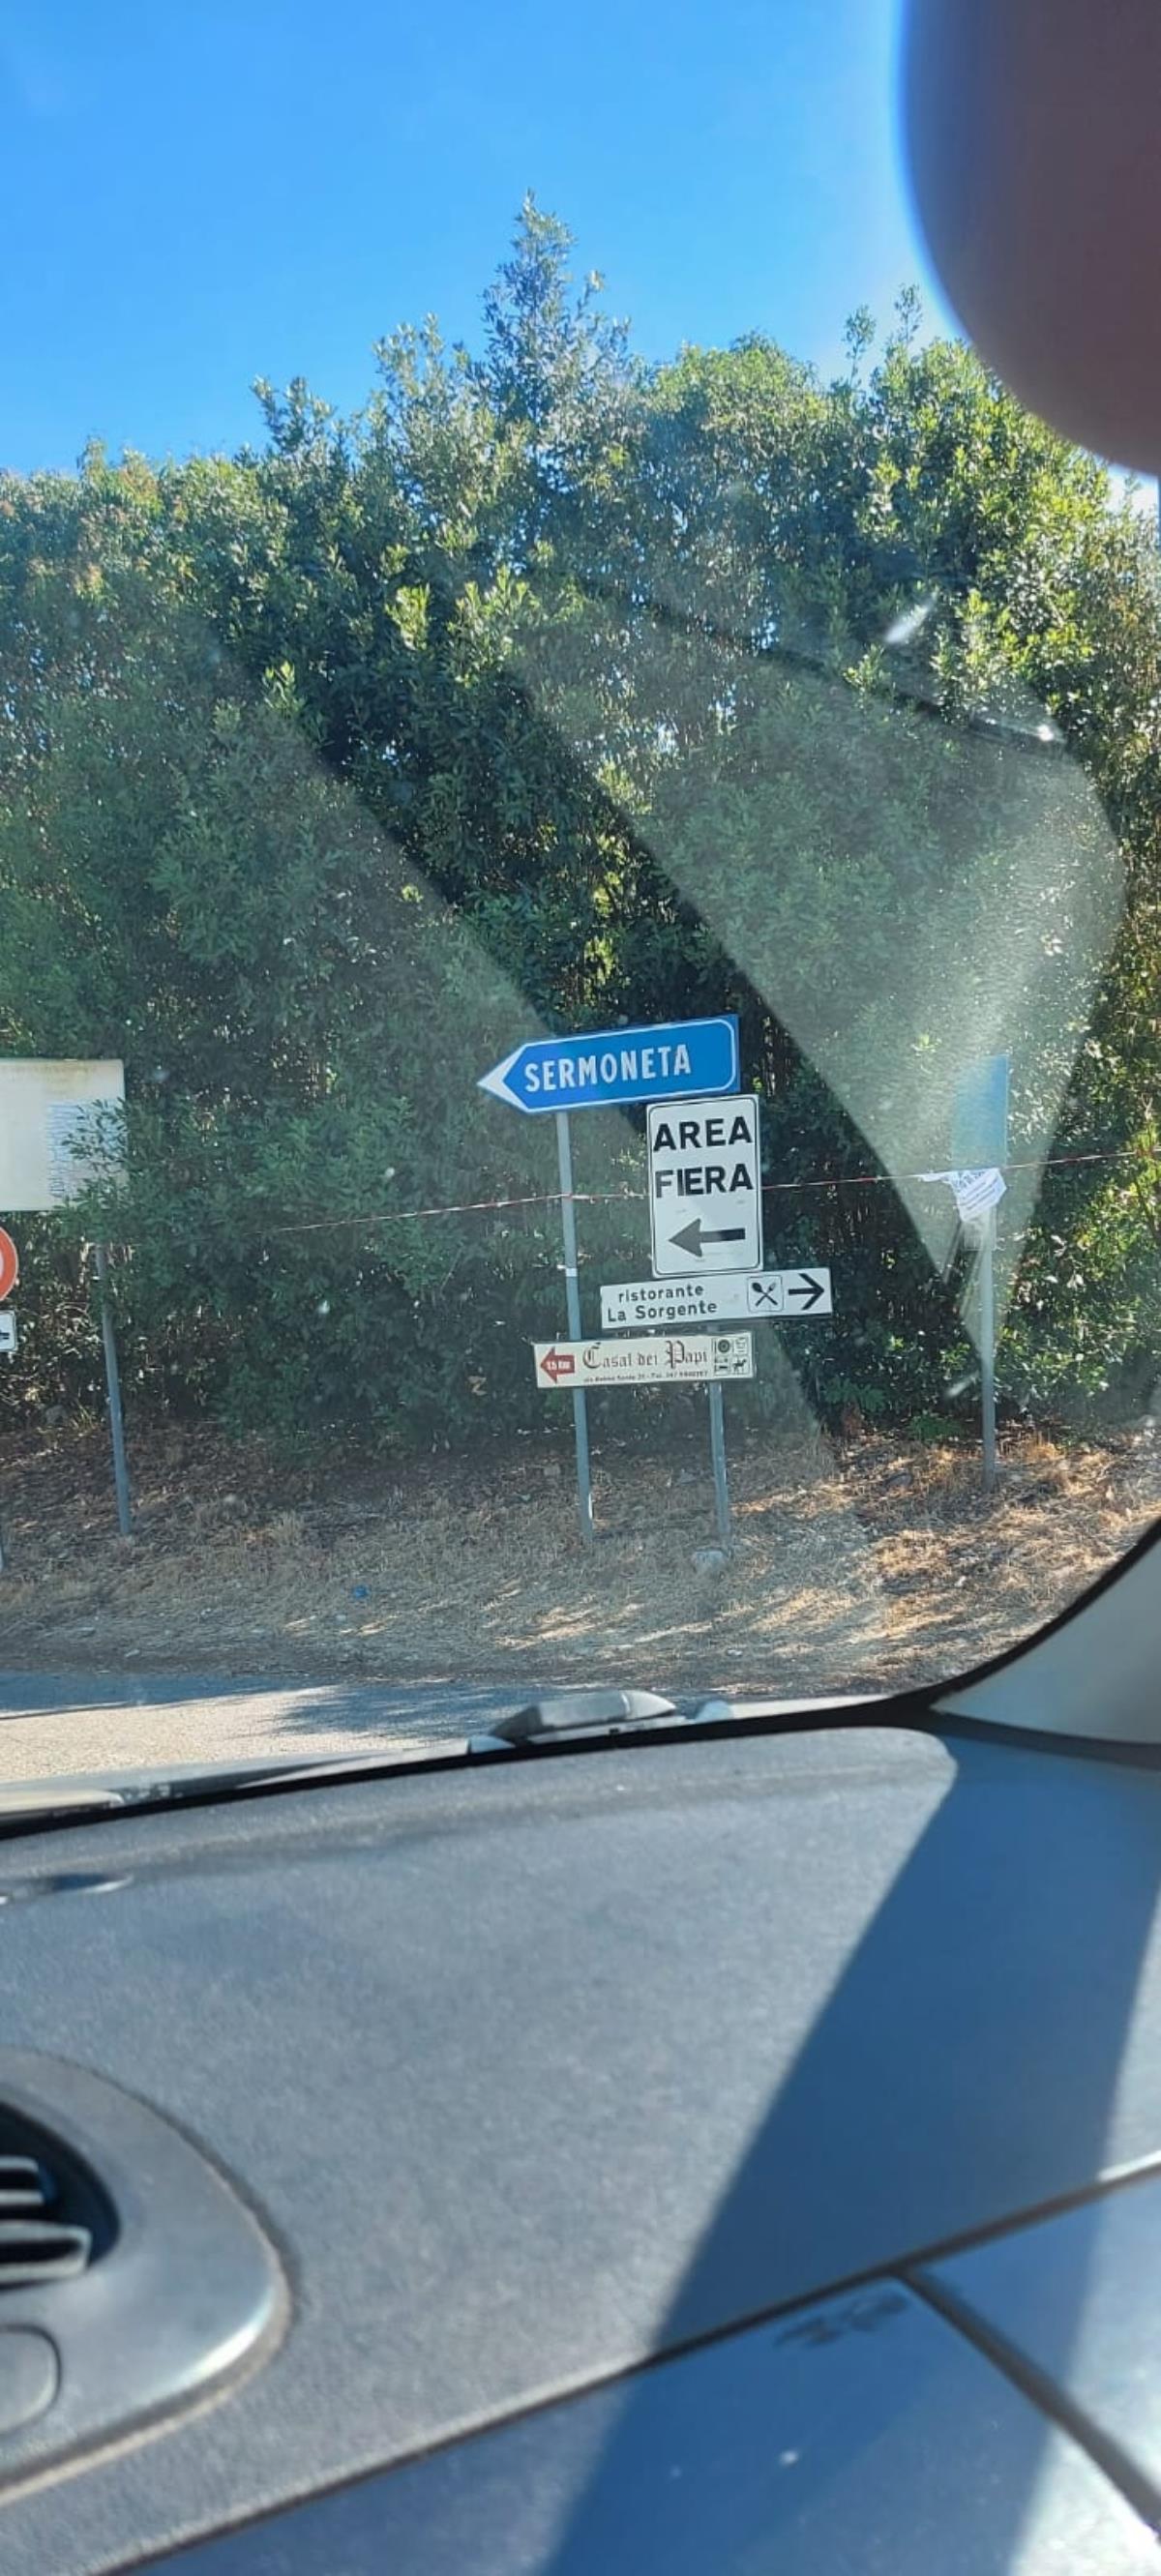 SERMONETA
AREA
FIERA
ristorante
La Sorgente
Casal dei Papi